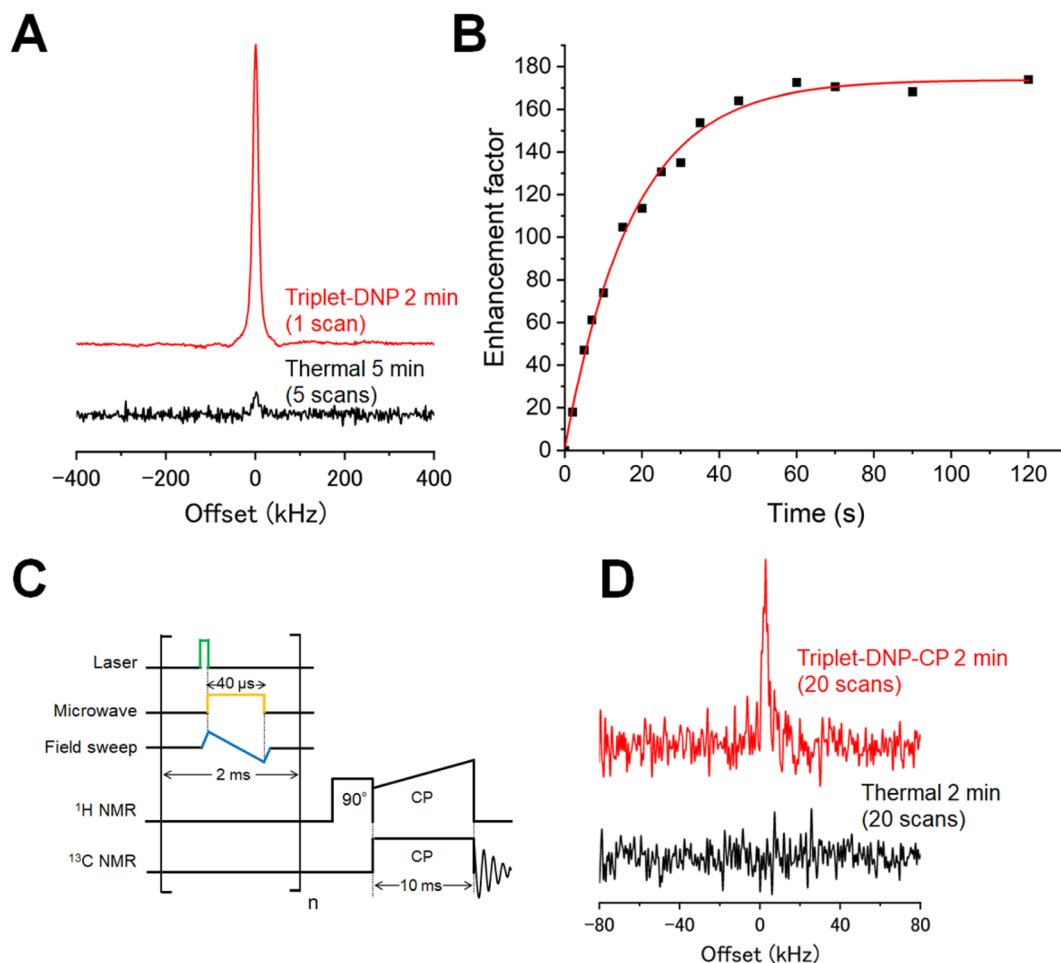 A
Triplet-DNP 2 min
(1 scan)
Thermal 5 min
(5 scans)
−400 −200 0 200 400
Offset (kHz)
B
180
160
140
120
100
80
60
40
20
0
Enhancement factor
0 20 40 60 80 100 120
Time (s)
C
Laser
40 µs
Microwave
Field sweep
2 ms
¹H NMR
90°
CP
¹³C NMR
CP
10 ms
n
D
Triplet-DNP-CP 2 min
(20 scans)
Thermal 2 min
(20 scans)
−80 −40 0 40 80
Offset (kHz)